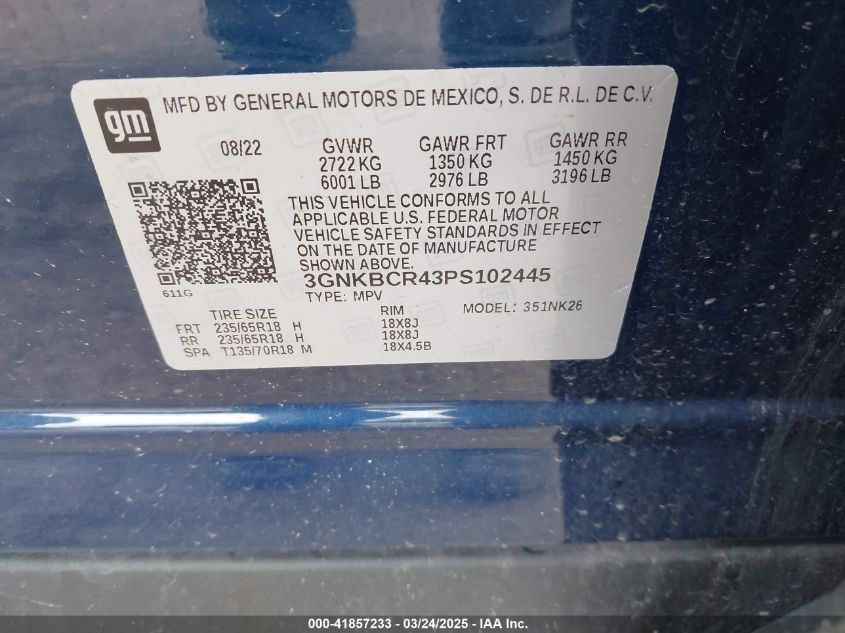 gm MFD BY GENERAL MOTORS DE MEXICO, S. DE R.L. DE C.V.
08/22 GVWR GAWR FRT GAWR RR
2722 KG 1350 KG 1450 KG
6001 LB 2976 LB 3196 LB
THIS VEHICLE CONFORMS TO ALL
APPLICABLE U.S. FEDERAL MOTOR
VEHICLE SAFETY STANDARDS IN EFFECT
ON THE DATE OF MANUFACTURE
SHOWN ABOVE.
3GNKBCR43PS102445
611G TYPE: MPV MODEL: 351NK26
TIRE SIZE RIM
FRT 235/65R18 H 18X8J
RR 235/65R18 H 18X8J
SPA T135/70R18 M 18X4.5B
000-41857233 - 03/24/2025 - IAA Inc.